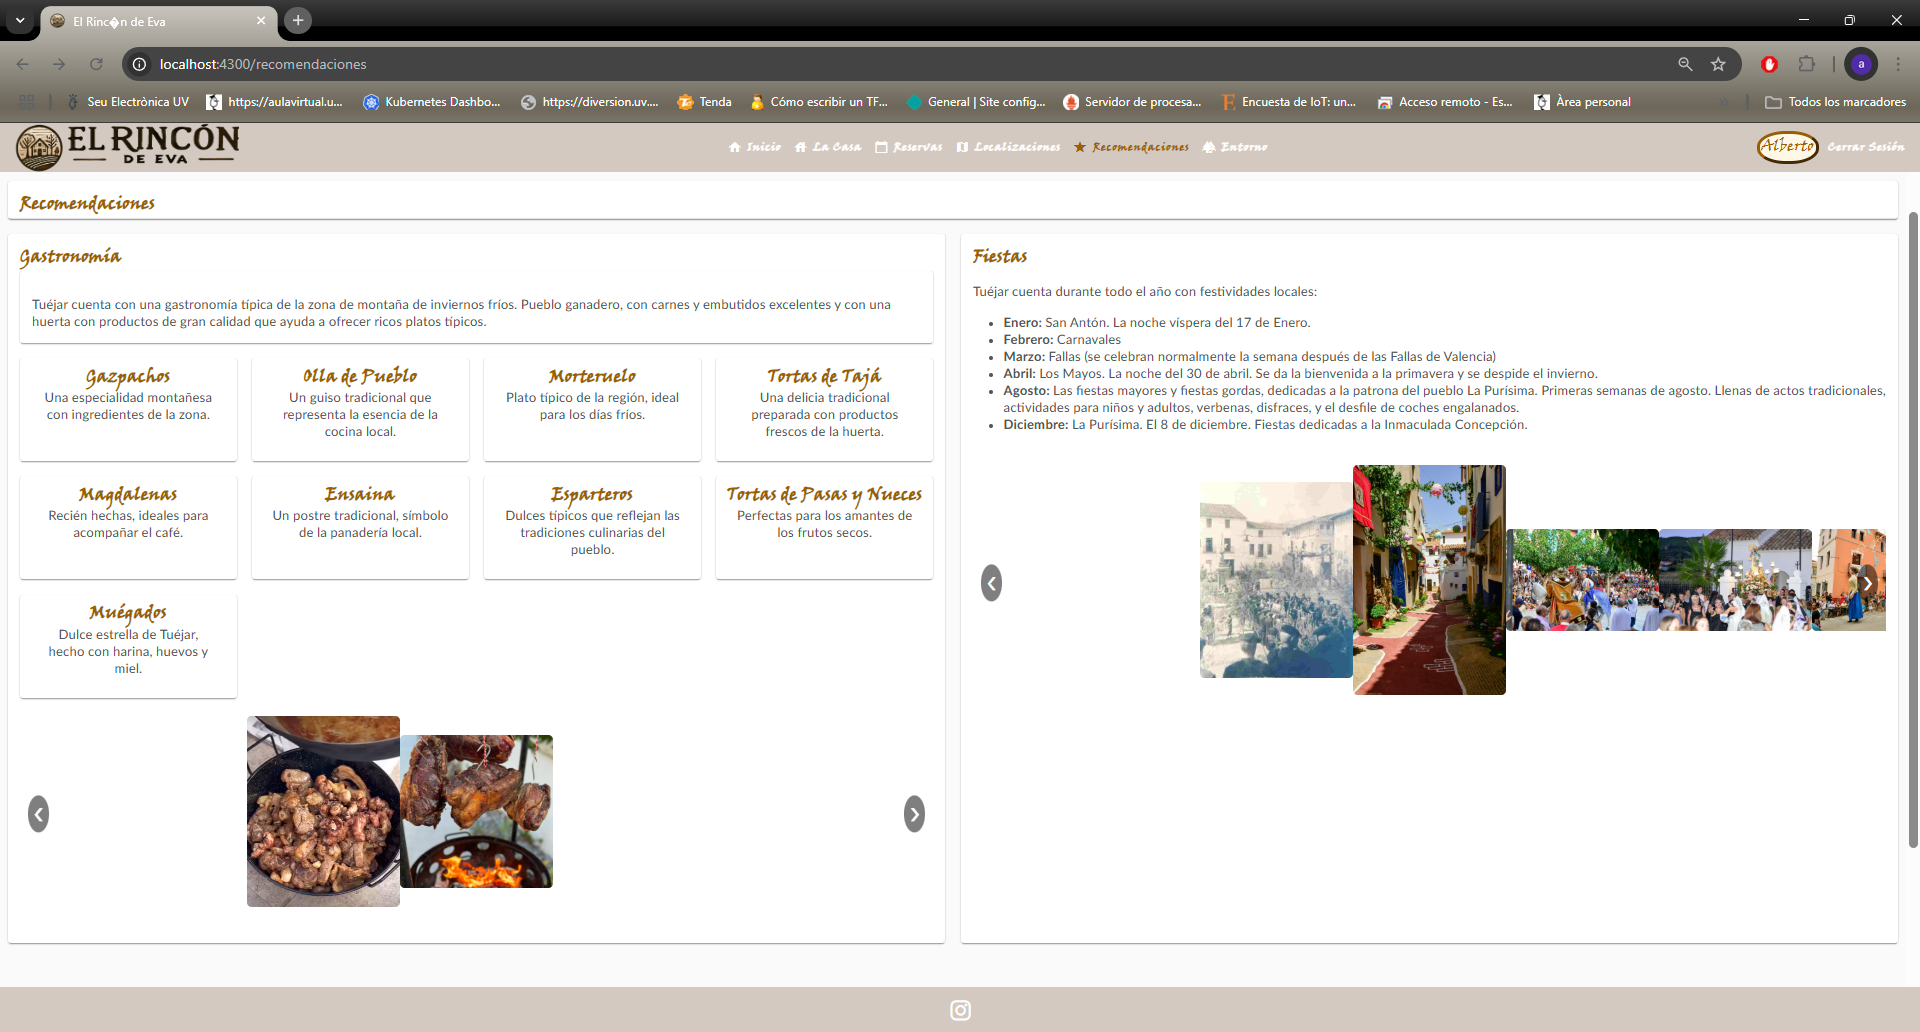 El Rinc�n de Eva
localhost:4300/recomendaciones
Seu Electrònica UV
https://aulavirtual.u...
Kubernetes Dashbo...
https://diversion.uv....
Tenda
Cómo escribir un TF...
General | Site config...
Servidor de procesa...
Encuesta de IoT: un...
Acceso remoto - Es...
Àrea personal
Todos los marcadores
EL RINCÓN
DE EVA
Inicio
La Casa
Reservas
Localizaciones
Recomendaciones
Entorno
Alberto
Cerrar Sesión
a
Recomendaciones
Gastronomía
Tuéjar cuenta con una gastronomía típica de la zona de montaña de inviernos fríos. Pueblo ganadero, con carnes y embutidos excelentes y con una
huerta con productos de gran calidad que ayuda a ofrecer ricos platos típicos.
Gazpachos
Una especialidad montañesa
con ingredientes de la zona.
Olla de Pueblo
Un guiso tradicional que
representa la esencia de la
cocina local.
Morteruelo
Plato típico de la región, ideal
para los días fríos.
Tortas de Tajá
Una delicia tradicional
preparada con productos
frescos de la huerta.
Magdalenas
Recién hechas, ideales para
acompañar el café.
Ensaina
Un postre tradicional, símbolo
de la panadería local.
Esparteros
Dulces típicos que reflejan las
tradiciones culinarias del
pueblo.
Tortas de Pasas y Nueces
Perfectas para los amantes de
los frutos secos.
Muégados
Dulce estrella de Tuéjar,
hecho con harina, huevos y
miel.
Fiestas
Tuéjar cuenta durante todo el año con festividades locales:
Enero: San Antón. La noche víspera del 17 de Enero.
Febrero: Carnavales
Marzo: Fallas (se celebran normalmente la semana después de las Fallas de Valencia)
Abril: Los Mayos. La noche del 30 de abril. Se da la bienvenida a la primavera y se despide el invierno.
Agosto: Las fiestas mayores y fiestas gordas, dedicadas a la patrona del pueblo La Purísima. Primeras semanas de agosto. Llenas de actos tradicionales,
actividades para niños y adultos, verbenas, disfraces, y el desfile de coches engalanados.
Diciembre: La Purísima. El 8 de diciembre. Fiestas dedicadas a la Inmaculada Concepción.